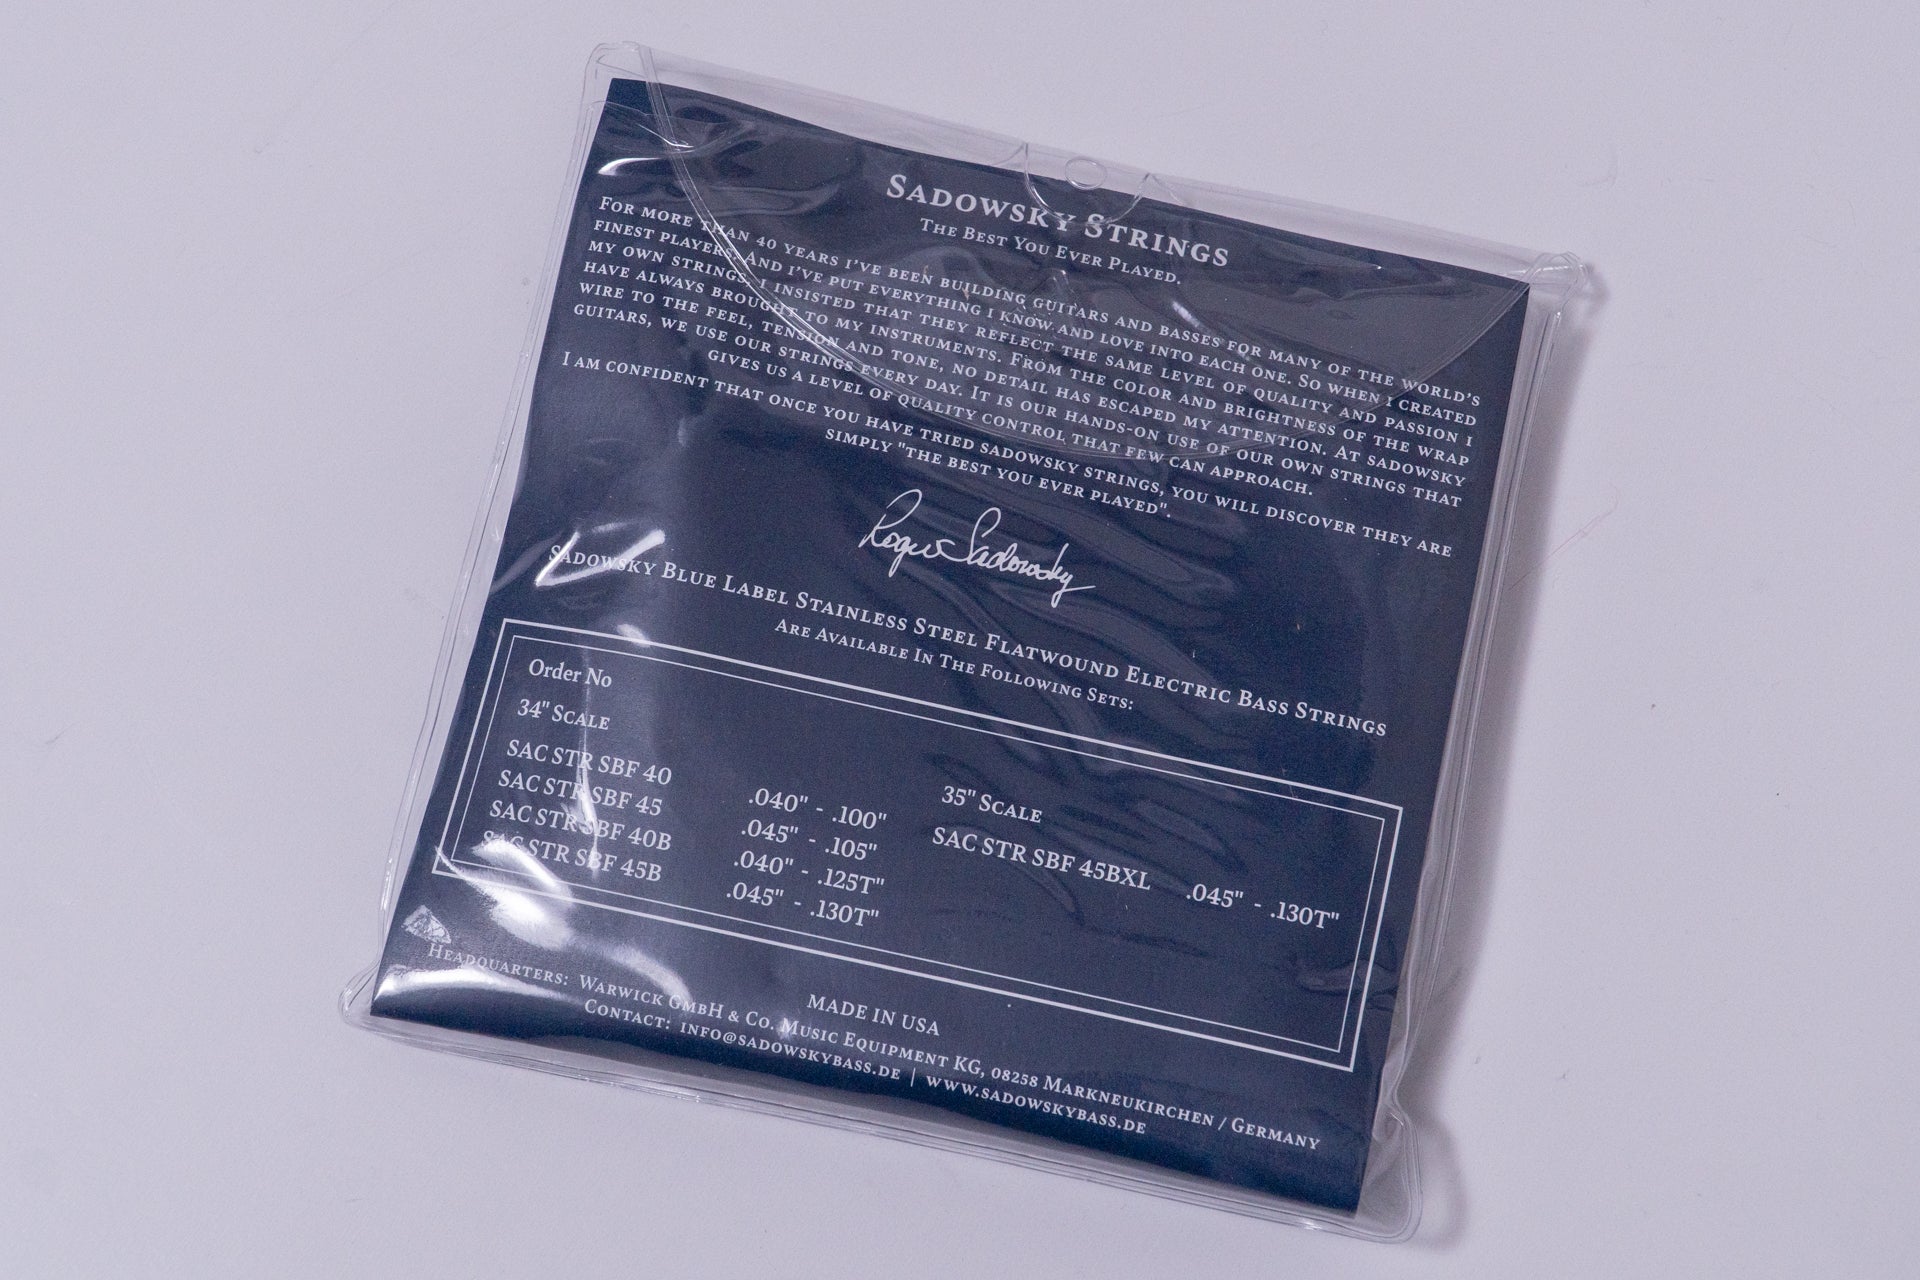 SADOWSKY STRINGS
THE BEST YOU EVER PLAYED.
FOR MORE THAN 40 YEARS I'VE BEEN BUILDING GUITARS AND BASSES FOR MANY OF THE WORLD'S
FINEST PLAYERS. AND I'VE PUT EVERYTHING I KNOW AND LOVE INTO EACH ONE. SO WHEN I CREATED
MY OWN STRINGS I INSISTED THAT THEY REFLECT THE SAME LEVEL OF QUALITY AND PASSION I
HAVE ALWAYS BROUGHT TO MY INSTRUMENTS. FROM THE COLOR AND BRIGHTNESS OF THE WRAP
WIRE TO THE FEEL, TENSION AND TONE, NO DETAIL HAS ESCAPED MY ATTENTION. AT SADOWSKY
GUITARS, WE USE OUR STRINGS EVERY DAY. IT IS OUR HANDS-ON USE OF OUR OWN STRINGS THAT
GIVES US A LEVEL OF QUALITY CONTROL THAT FEW CAN APPROACH.
I AM CONFIDENT THAT ONCE YOU HAVE TRIED SADOWSKY STRINGS, YOU WILL DISCOVER THEY ARE
SIMPLY "THE BEST YOU EVER PLAYED".
Roger Sadowsky
SADOWSKY BLUE LABEL STAINLESS STEEL FLATWOUND ELECTRIC BASS STRINGS
ARE AVAILABLE IN THE FOLLOWING SETS:
Order No
34" SCALE
SAC STR SBF 40 .040" - .100"
SAC STR SBF 45 .045" - .105"
SAC STR SBF 40B .040" - .125T"
SAC STR SBF 45B .045" - .130T"
35" SCALE
SAC STR SBF 45BXL .045" - .130T"
MADE IN USA
HEADQUARTERS: WARWICK GMBH & CO. MUSIC EQUIPMENT KG, 08258 MARKNEUKIRCHEN / GERMANY
CONTACT: INFO@SADOWSKYBASS.DE | WWW.SADOWSKYBASS.DE